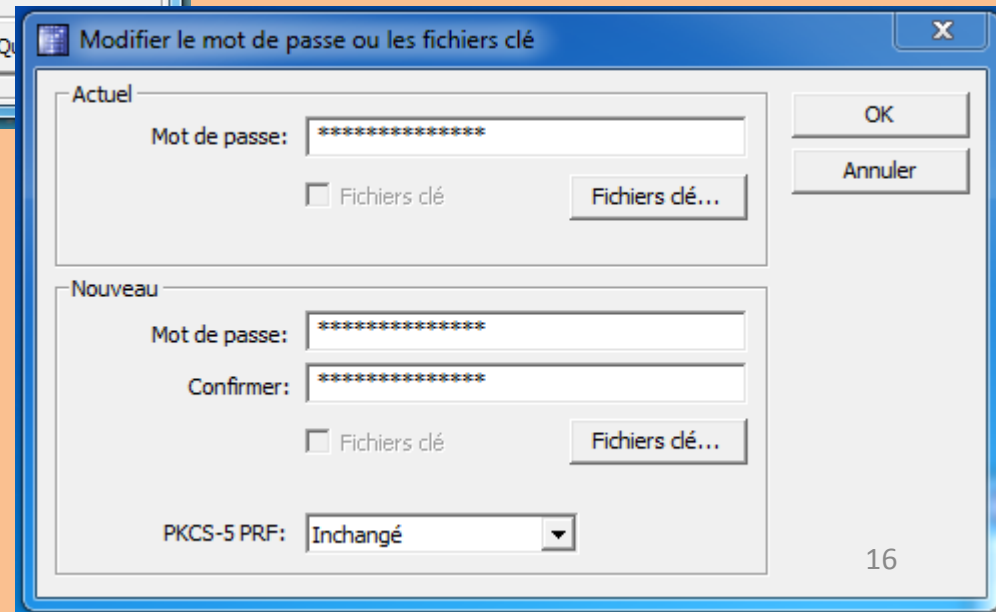 Qu
Modifier le mot de passe ou les fichiers clé
Actuel
Mot de passe: **************
Fichiers clé
Fichiers clé...
OK
Annuler
Nouveau
Mot de passe: **************
Confirmer: **************
Fichiers clé
Fichiers clé...
PKCS-5 PRF: Inchangé
16